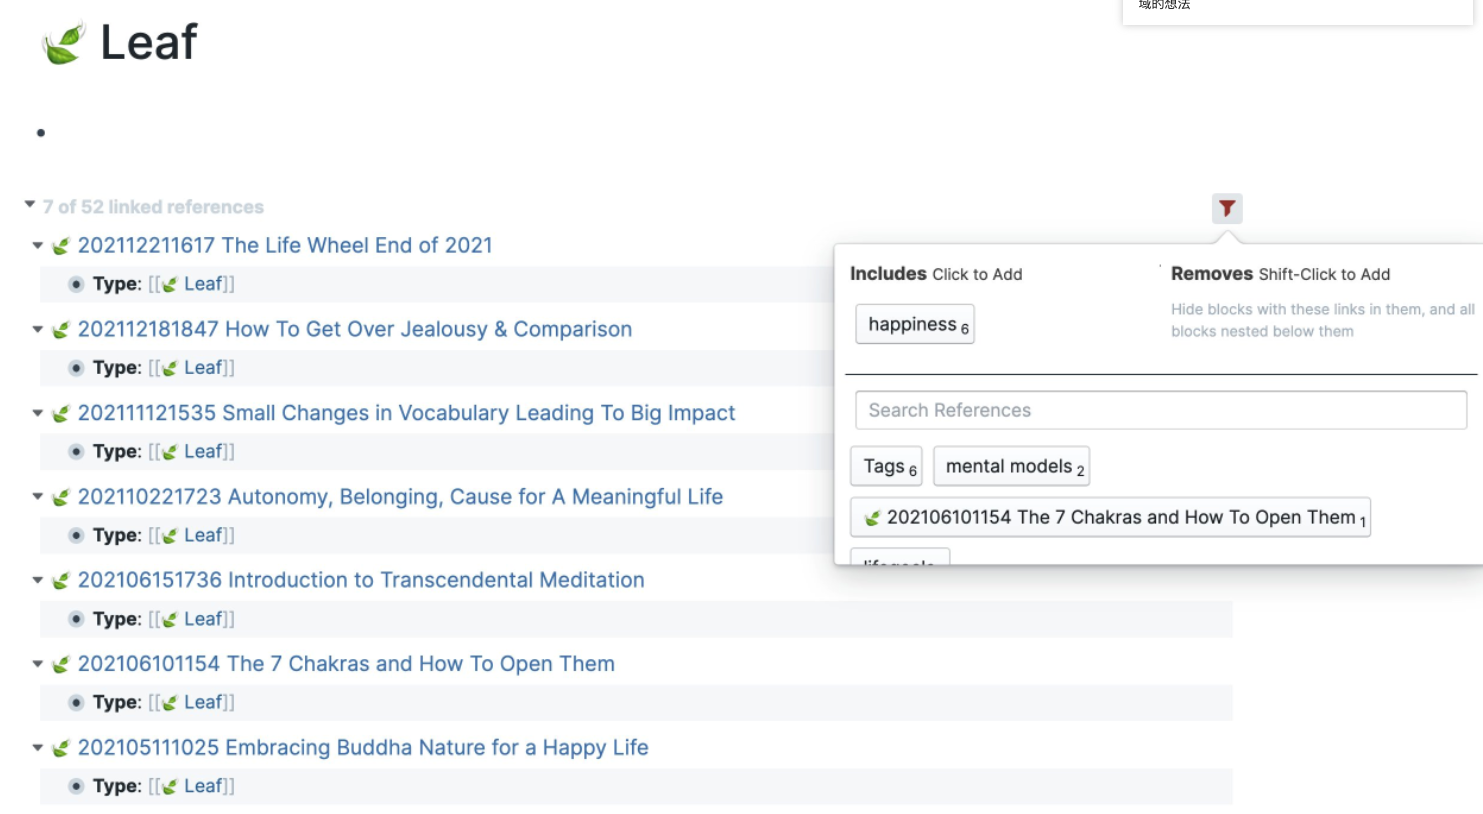 域的想法
🍃 Leaf
7 of 52 linked references
🍃 202112211617 The Life Wheel End of 2021
Type: [[🍃 Leaf]]
🍃 202112181847 How To Get Over Jealousy & Comparison
Type: [[🍃 Leaf]]
🍃 202111121535 Small Changes in Vocabulary Leading To Big Impact
Type: [[🍃 Leaf]]
🍃 202110221723 Autonomy, Belonging, Cause for A Meaningful Life
Type: [[🍃 Leaf]]
🍃 202106151736 Introduction to Transcendental Meditation
Type: [[🍃 Leaf]]
🍃 202106101154 The 7 Chakras and How To Open Them
Type: [[🍃 Leaf]]
🍃 202105111025 Embracing Buddha Nature for a Happy Life
Type: [[🍃 Leaf]]
Includes Click to Add
happiness 6
Removes Shift-Click to Add
Hide blocks with these links in them, and all
blocks nested below them
Search References
Tags 6 mental models 2
🍃 202106101154 The 7 Chakras and How To Open Them 1